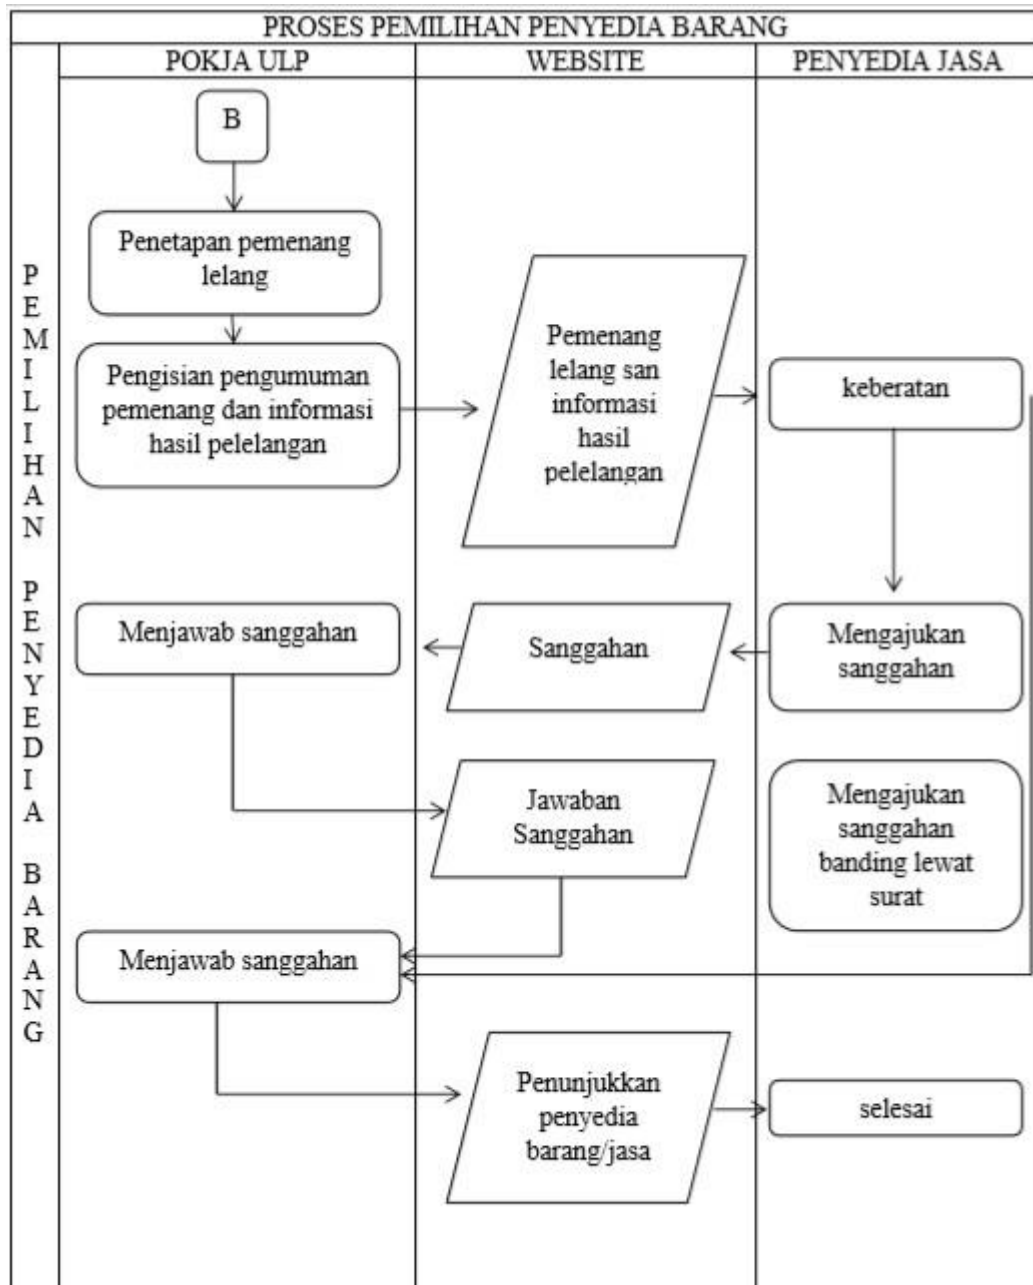 PROSES PEMILIHAN PENYEDIA BARANG
POKJA ULP
WEBSITE
PENYEDIA JASA
PEMILIHAN PENYEDIA BARANG
B
Penetapan pemenang
lelang
Pengisian pengumuman
pemenang dan informasi
hasil pelelangan
Pemenang
lelang san
informasi
hasil
pelelangan
keberatan
Menjawab sanggahan
Sanggahan
Mengajukan
sanggahan
Jawaban
Sanggahan
Mengajukan
sanggahan
banding lewat
surat
Menjawab sanggahan
Penunjukkan
penyedia
barang/jasa
selesai